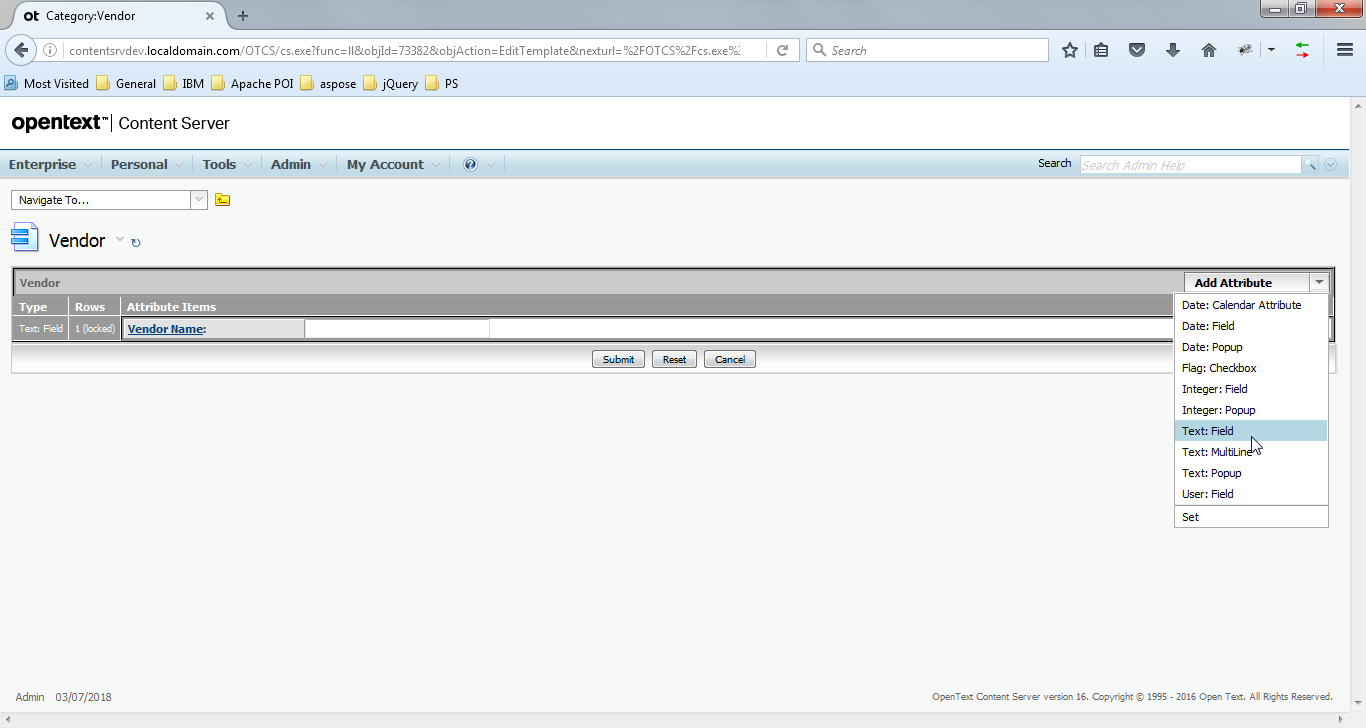 ot Category:Vendor
contentsrvdev.localdomain.com/OTCS/cs.exe?func=ll&objId=73382&objAction=EditTemplate&nexturl=%2FOTCS%2Fcs.exe%
Search
Most Visited General IBM Apache POI aspose jQuery PS
opentext™ | Content Server
Enterprise Personal Tools Admin My Account Search Search Admin Help
Navigate To...
Vendor
Vendor Add Attribute
Type Rows Attribute Items
Text: Field 1 (locked) Vendor Name:
Submit Reset Cancel
Date: Calendar Attribute
Date: Field
Date: Popup
Flag: Checkbox
Integer: Field
Integer: Popup
Text: Field
Text: MultiLine
Text: Popup
User: Field
Set
Admin 03/07/2018 OpenText Content Server version 16. Copyright © 1995 - 2016 Open Text. All Rights Reserved.